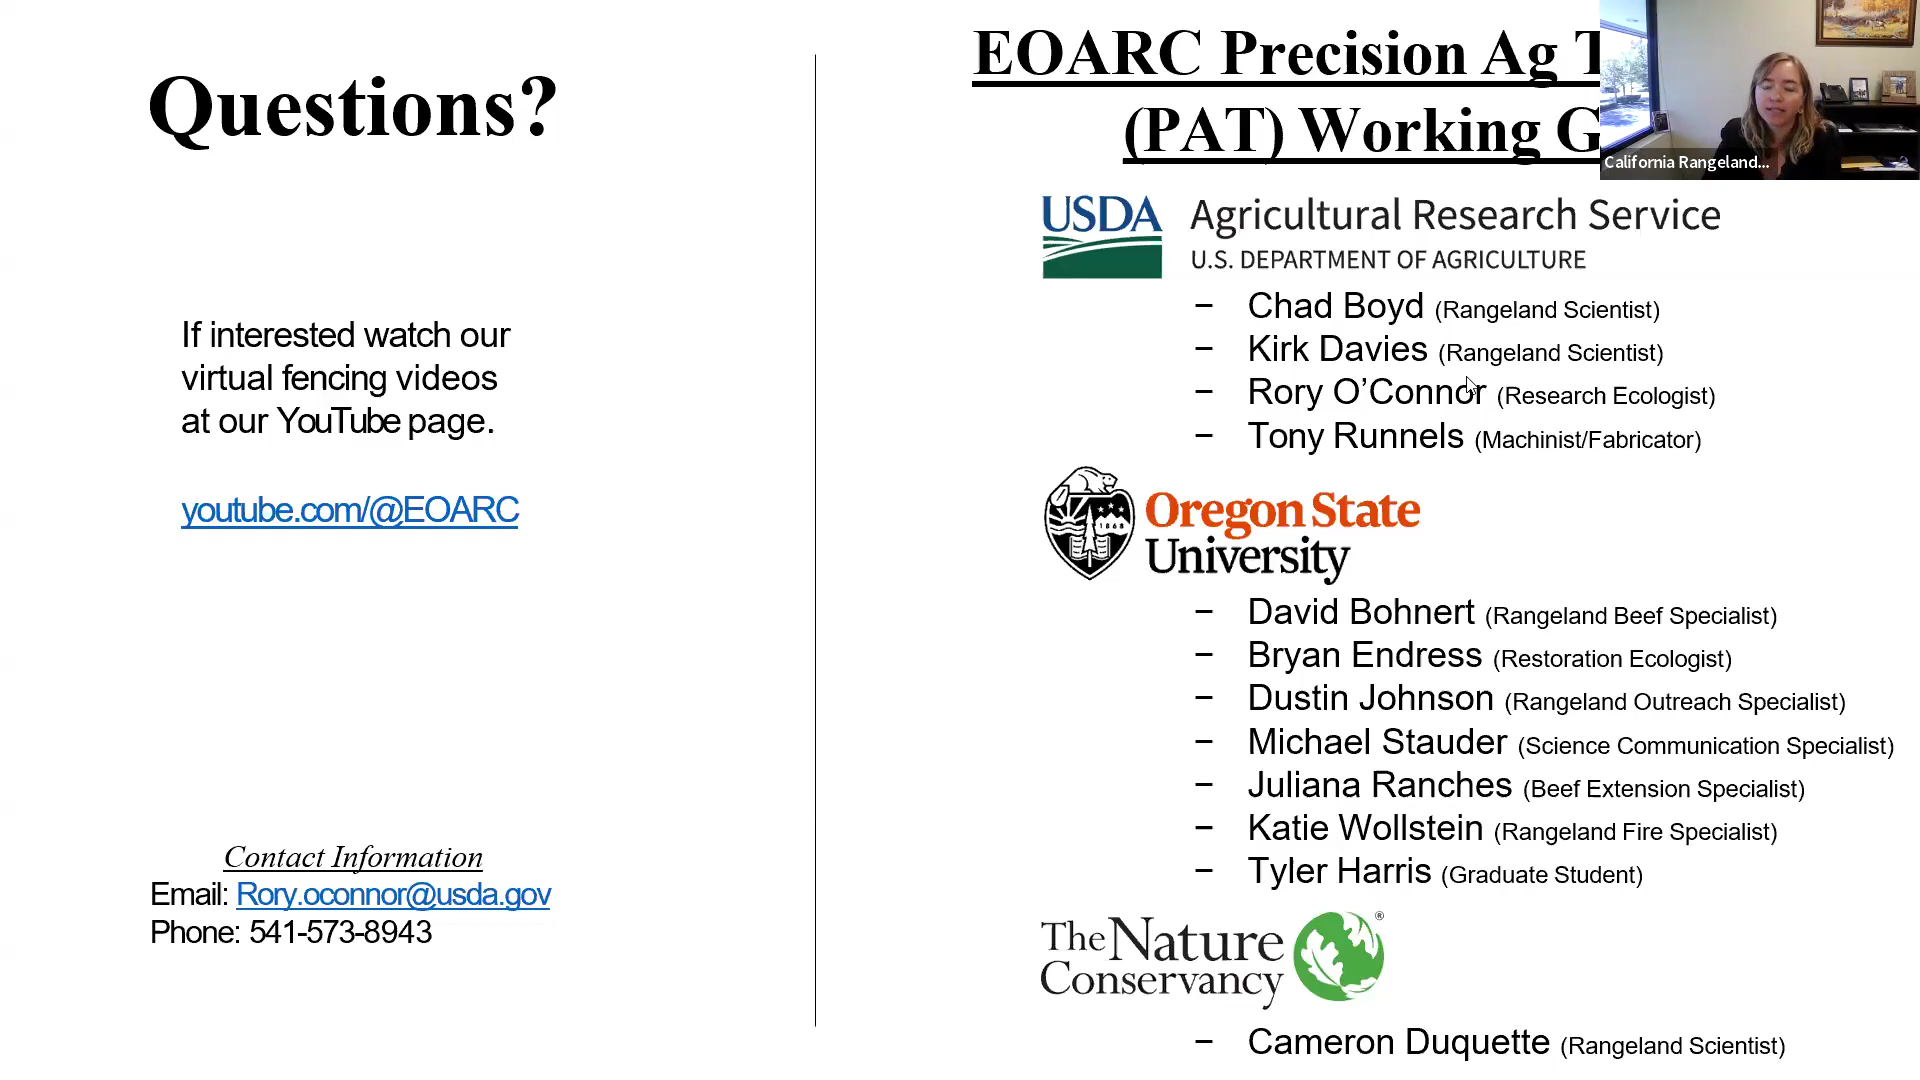 Questions?
If interested watch our
virtual fencing videos
at our YouTube page.
youtube.com/@EOARC
Contact Information
Email: Rory.oconnor@usda.gov
Phone: 541-573-8943
EOARC Precision Ag
(PAT) Working
California Rangeland...
USDA Agricultural Research Service
U.S. DEPARTMENT OF AGRICULTURE
– Chad Boyd (Rangeland Scientist)
– Kirk Davies (Rangeland Scientist)
– Rory O’Connor (Research Ecologist)
– Tony Runnels (Machinist/Fabricator)
1868
Oregon State
University
– David Bohnert (Rangeland Beef Specialist)
– Bryan Endress (Restoration Ecologist)
– Dustin Johnson (Rangeland Outreach Specialist)
– Michael Stauder (Science Communication Specialist)
– Juliana Ranches (Beef Extension Specialist)
– Katie Wollstein (Rangeland Fire Specialist)
– Tyler Harris (Graduate Student)
The Nature
Conservancy ®
– Cameron Duquette (Rangeland Scientist)